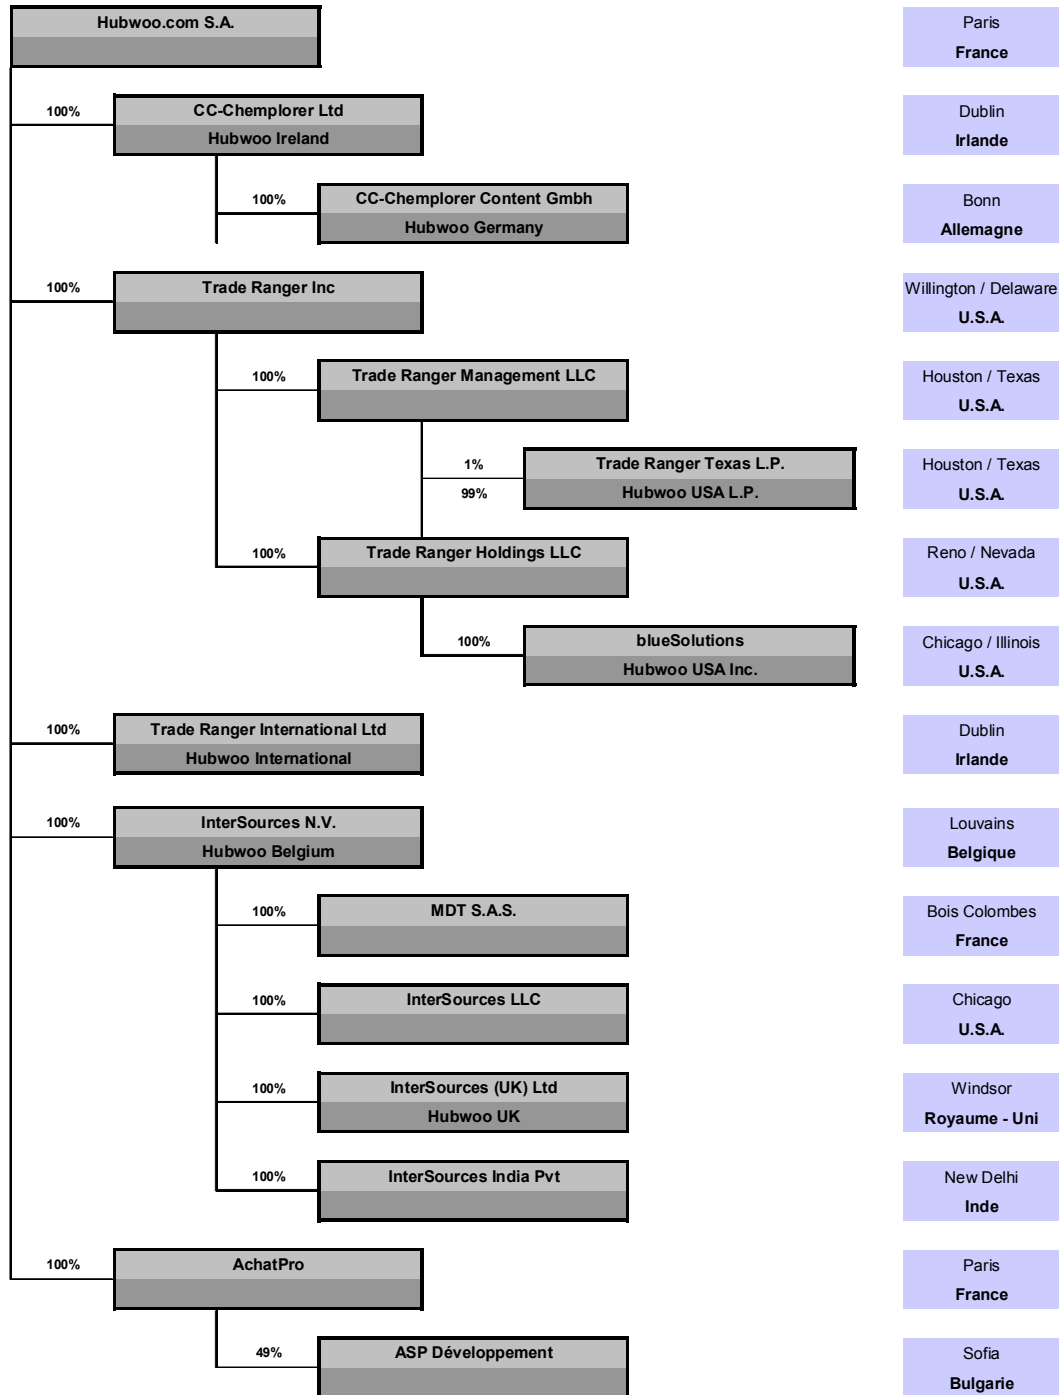 Hubwoo.com S.A.
Paris
France
100%
CC-Chemplorer Ltd
Hubwoo Ireland
Dublin
Irlande
100%
CC-Chemplorer Content Gmbh
Hubwoo Germany
Bonn
Allemagne
100%
Trade Ranger Inc
Willington / Delaware
U.S.A.
100%
Trade Ranger Management LLC
Houston / Texas
U.S.A.
1%
99%
Trade Ranger Texas L.P.
Hubwoo USA L.P.
Houston / Texas
U.S.A.
100%
Trade Ranger Holdings LLC
Reno / Nevada
U.S.A.
100%
blueSolutions
Hubwoo USA Inc.
Chicago / Illinois
U.S.A.
100%
Trade Ranger International Ltd
Hubwoo International
Dublin
Irlande
100%
InterSources N.V.
Hubwoo Belgium
Louvains
Belgique
100%
MDT S.A.S.
Bois Colombes
France
100%
InterSources LLC
Chicago
U.S.A.
100%
InterSources (UK) Ltd
Hubwoo UK
Windsor
Royaume - Uni
100%
InterSources India Pvt
New Delhi
Inde
100%
AchatPro
Paris
France
49%
ASP Développement
Sofia
Bulgarie